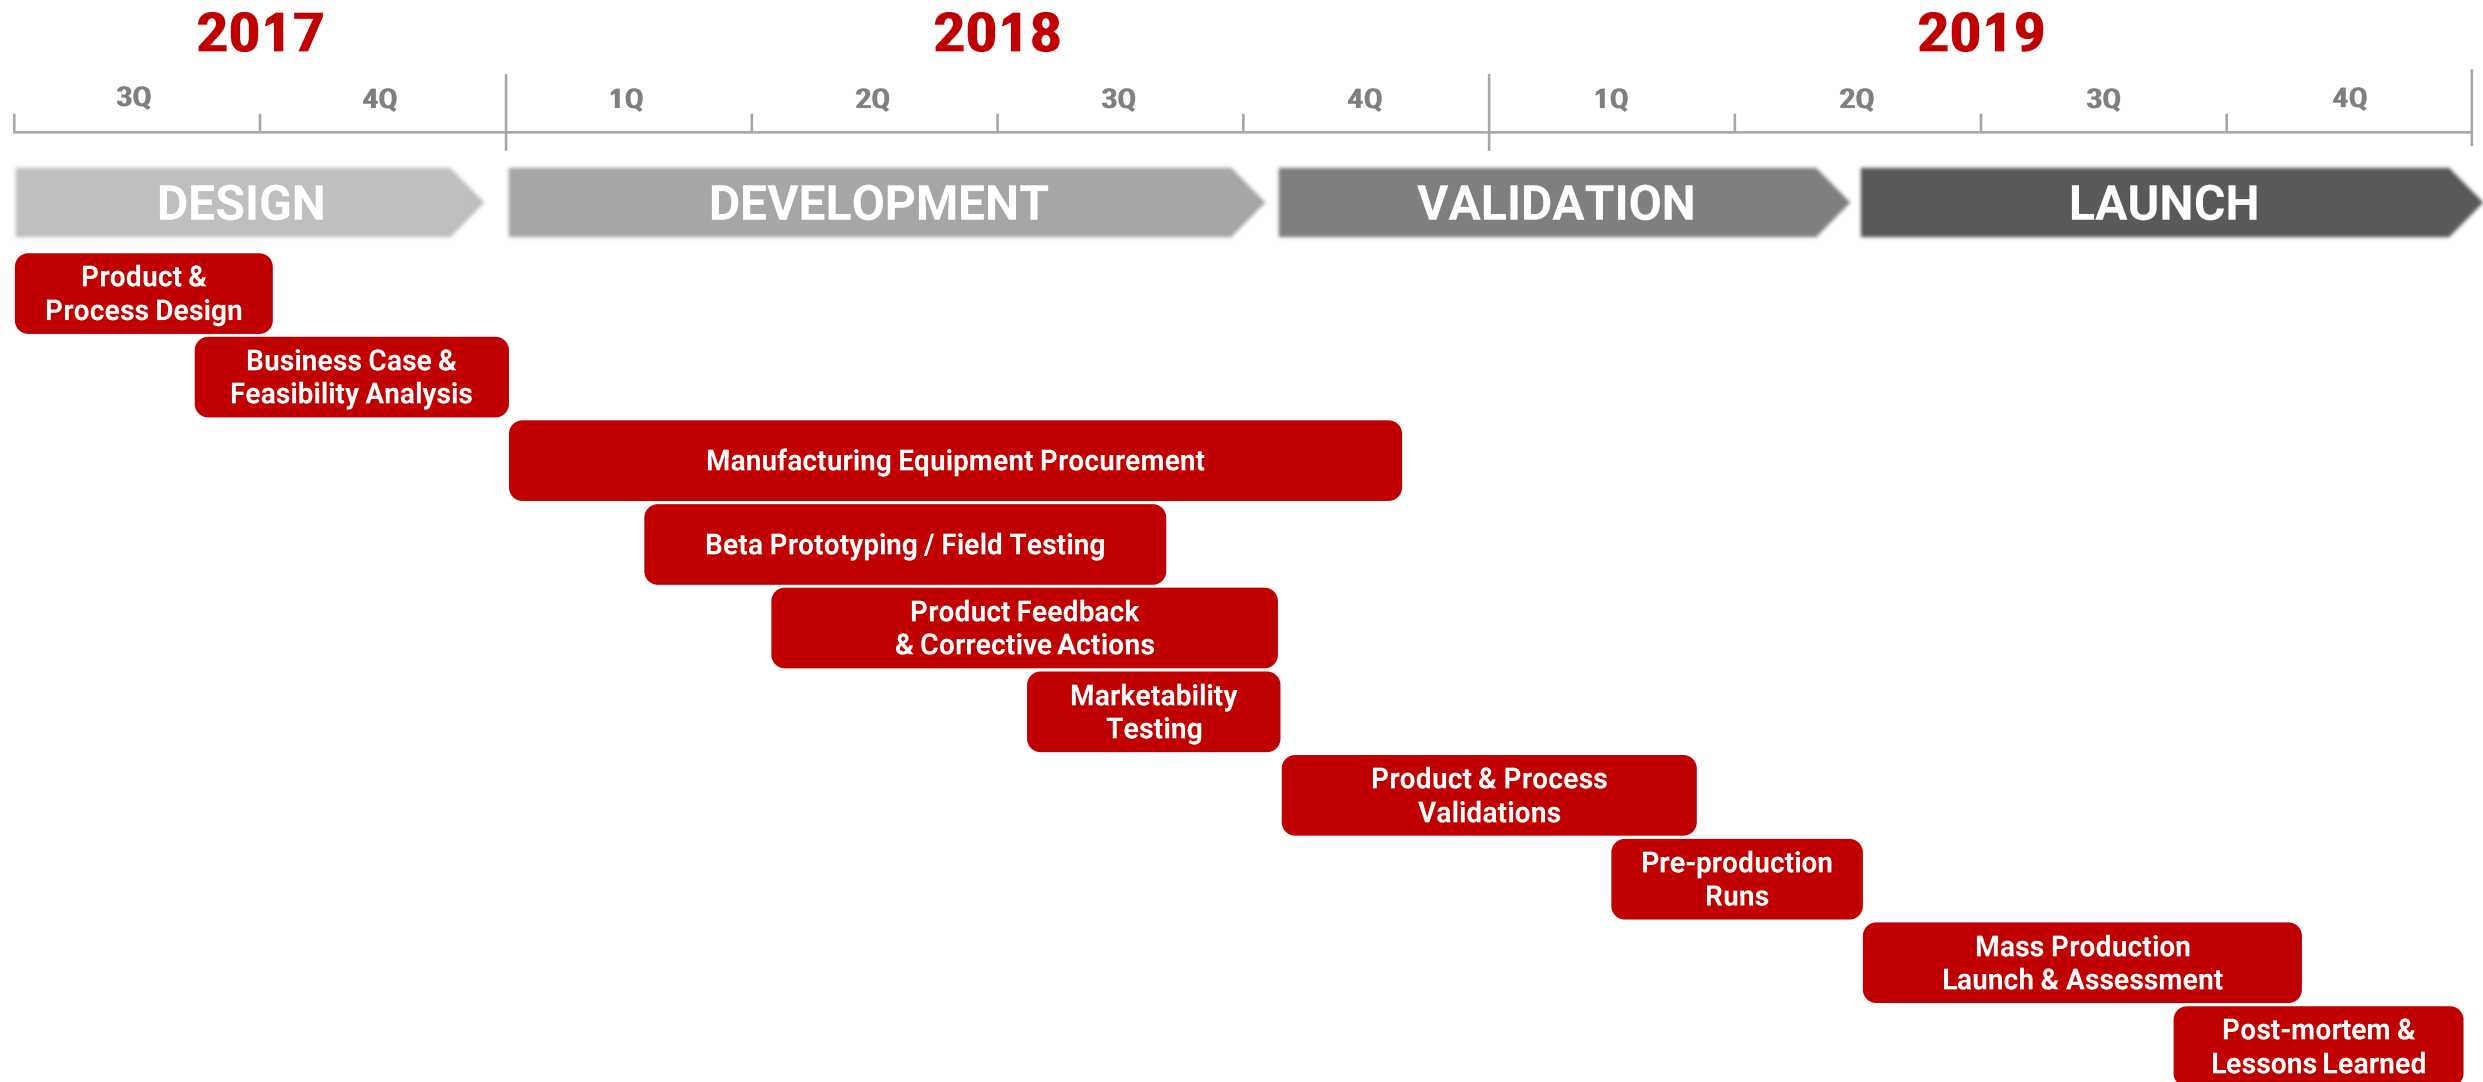 2017 2018 2019
3Q 4Q 1Q 2Q 3Q 4Q 1Q 2Q 3Q 4Q
DESIGN DEVELOPMENT VALIDATION LAUNCH
Product &
Process Design
Business Case &
Feasibility Analysis
Manufacturing Equipment Procurement
Beta Prototyping / Field Testing
Product Feedback
& Corrective Actions
Marketability
Testing
Product & Process
Validations
Pre-production
Runs
Mass Production
Launch & Assessment
Post-mortem &
Lessons Learned